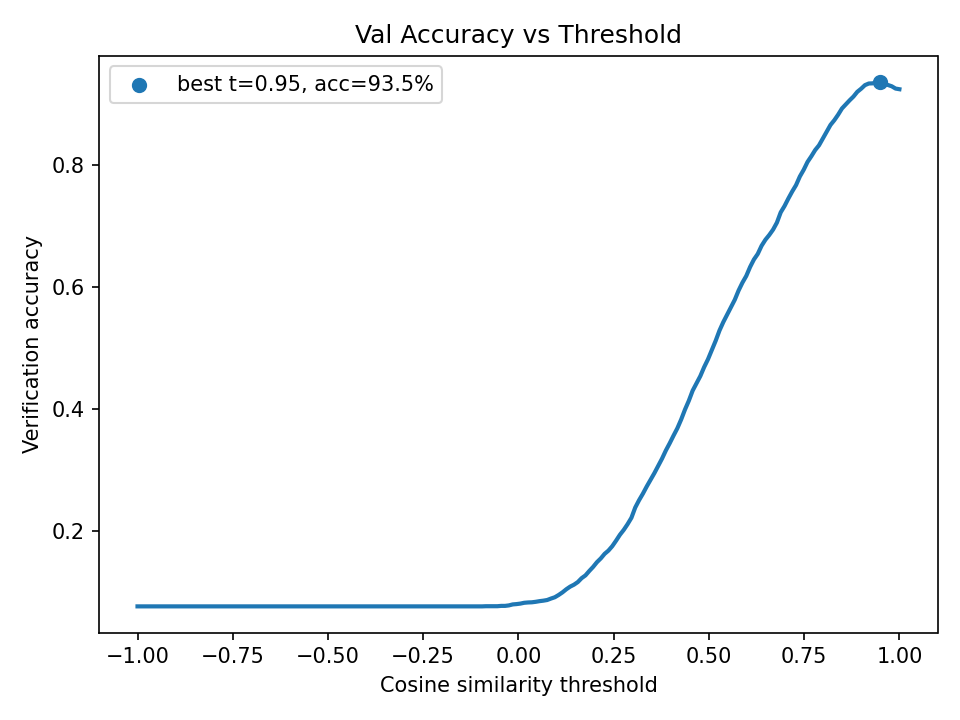 Val Accuracy vs Threshold
best t=0.95, acc=93.5%
Verification accuracy
0.8
0.6
0.4
0.2
−1.00 −0.75 −0.50 −0.25 0.00 0.25 0.50 0.75 1.00
Cosine similarity threshold